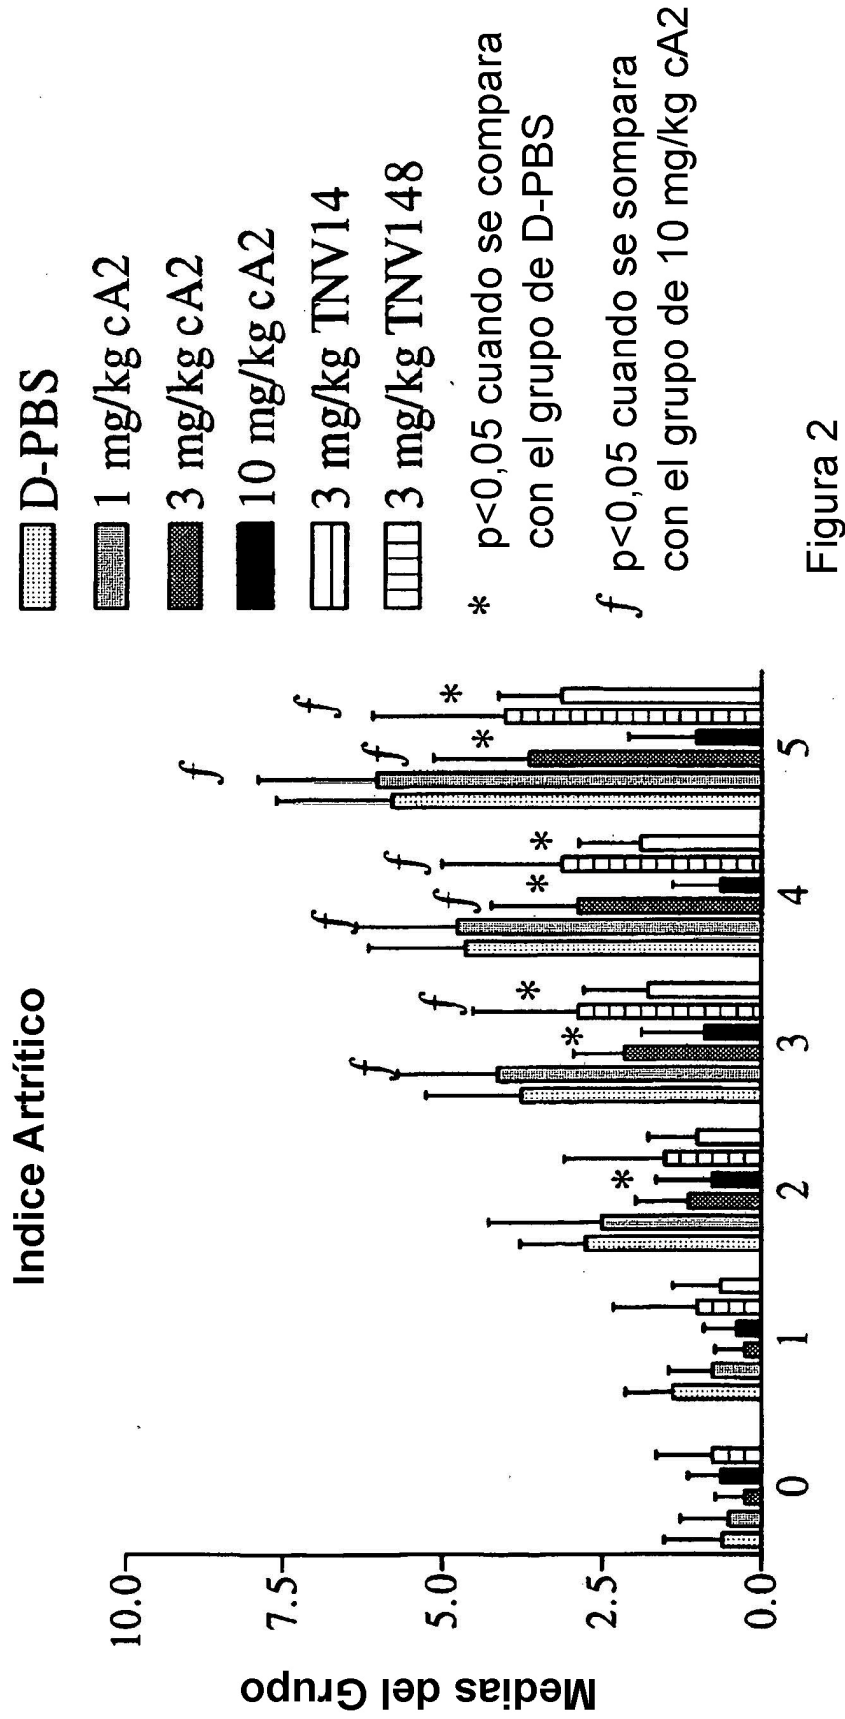 Indice Artrítico
Medias del Grupo
10.0
7.5
5.0
2.5
0.0
0 1 2 3 4 5
f
f
f
f
f
f
f
*
*
*
*
*
*
*
D-PBS
1 mg/kg cA2
3 mg/kg cA2
10 mg/kg cA2
3 mg/kg TNV14
3 mg/kg TNV148
* p<0,05 cuando se compara
con el grupo de D-PBS
f p<0,05 cuando se sompara
con el grupo de 10 mg/kg cA2
Figura 2